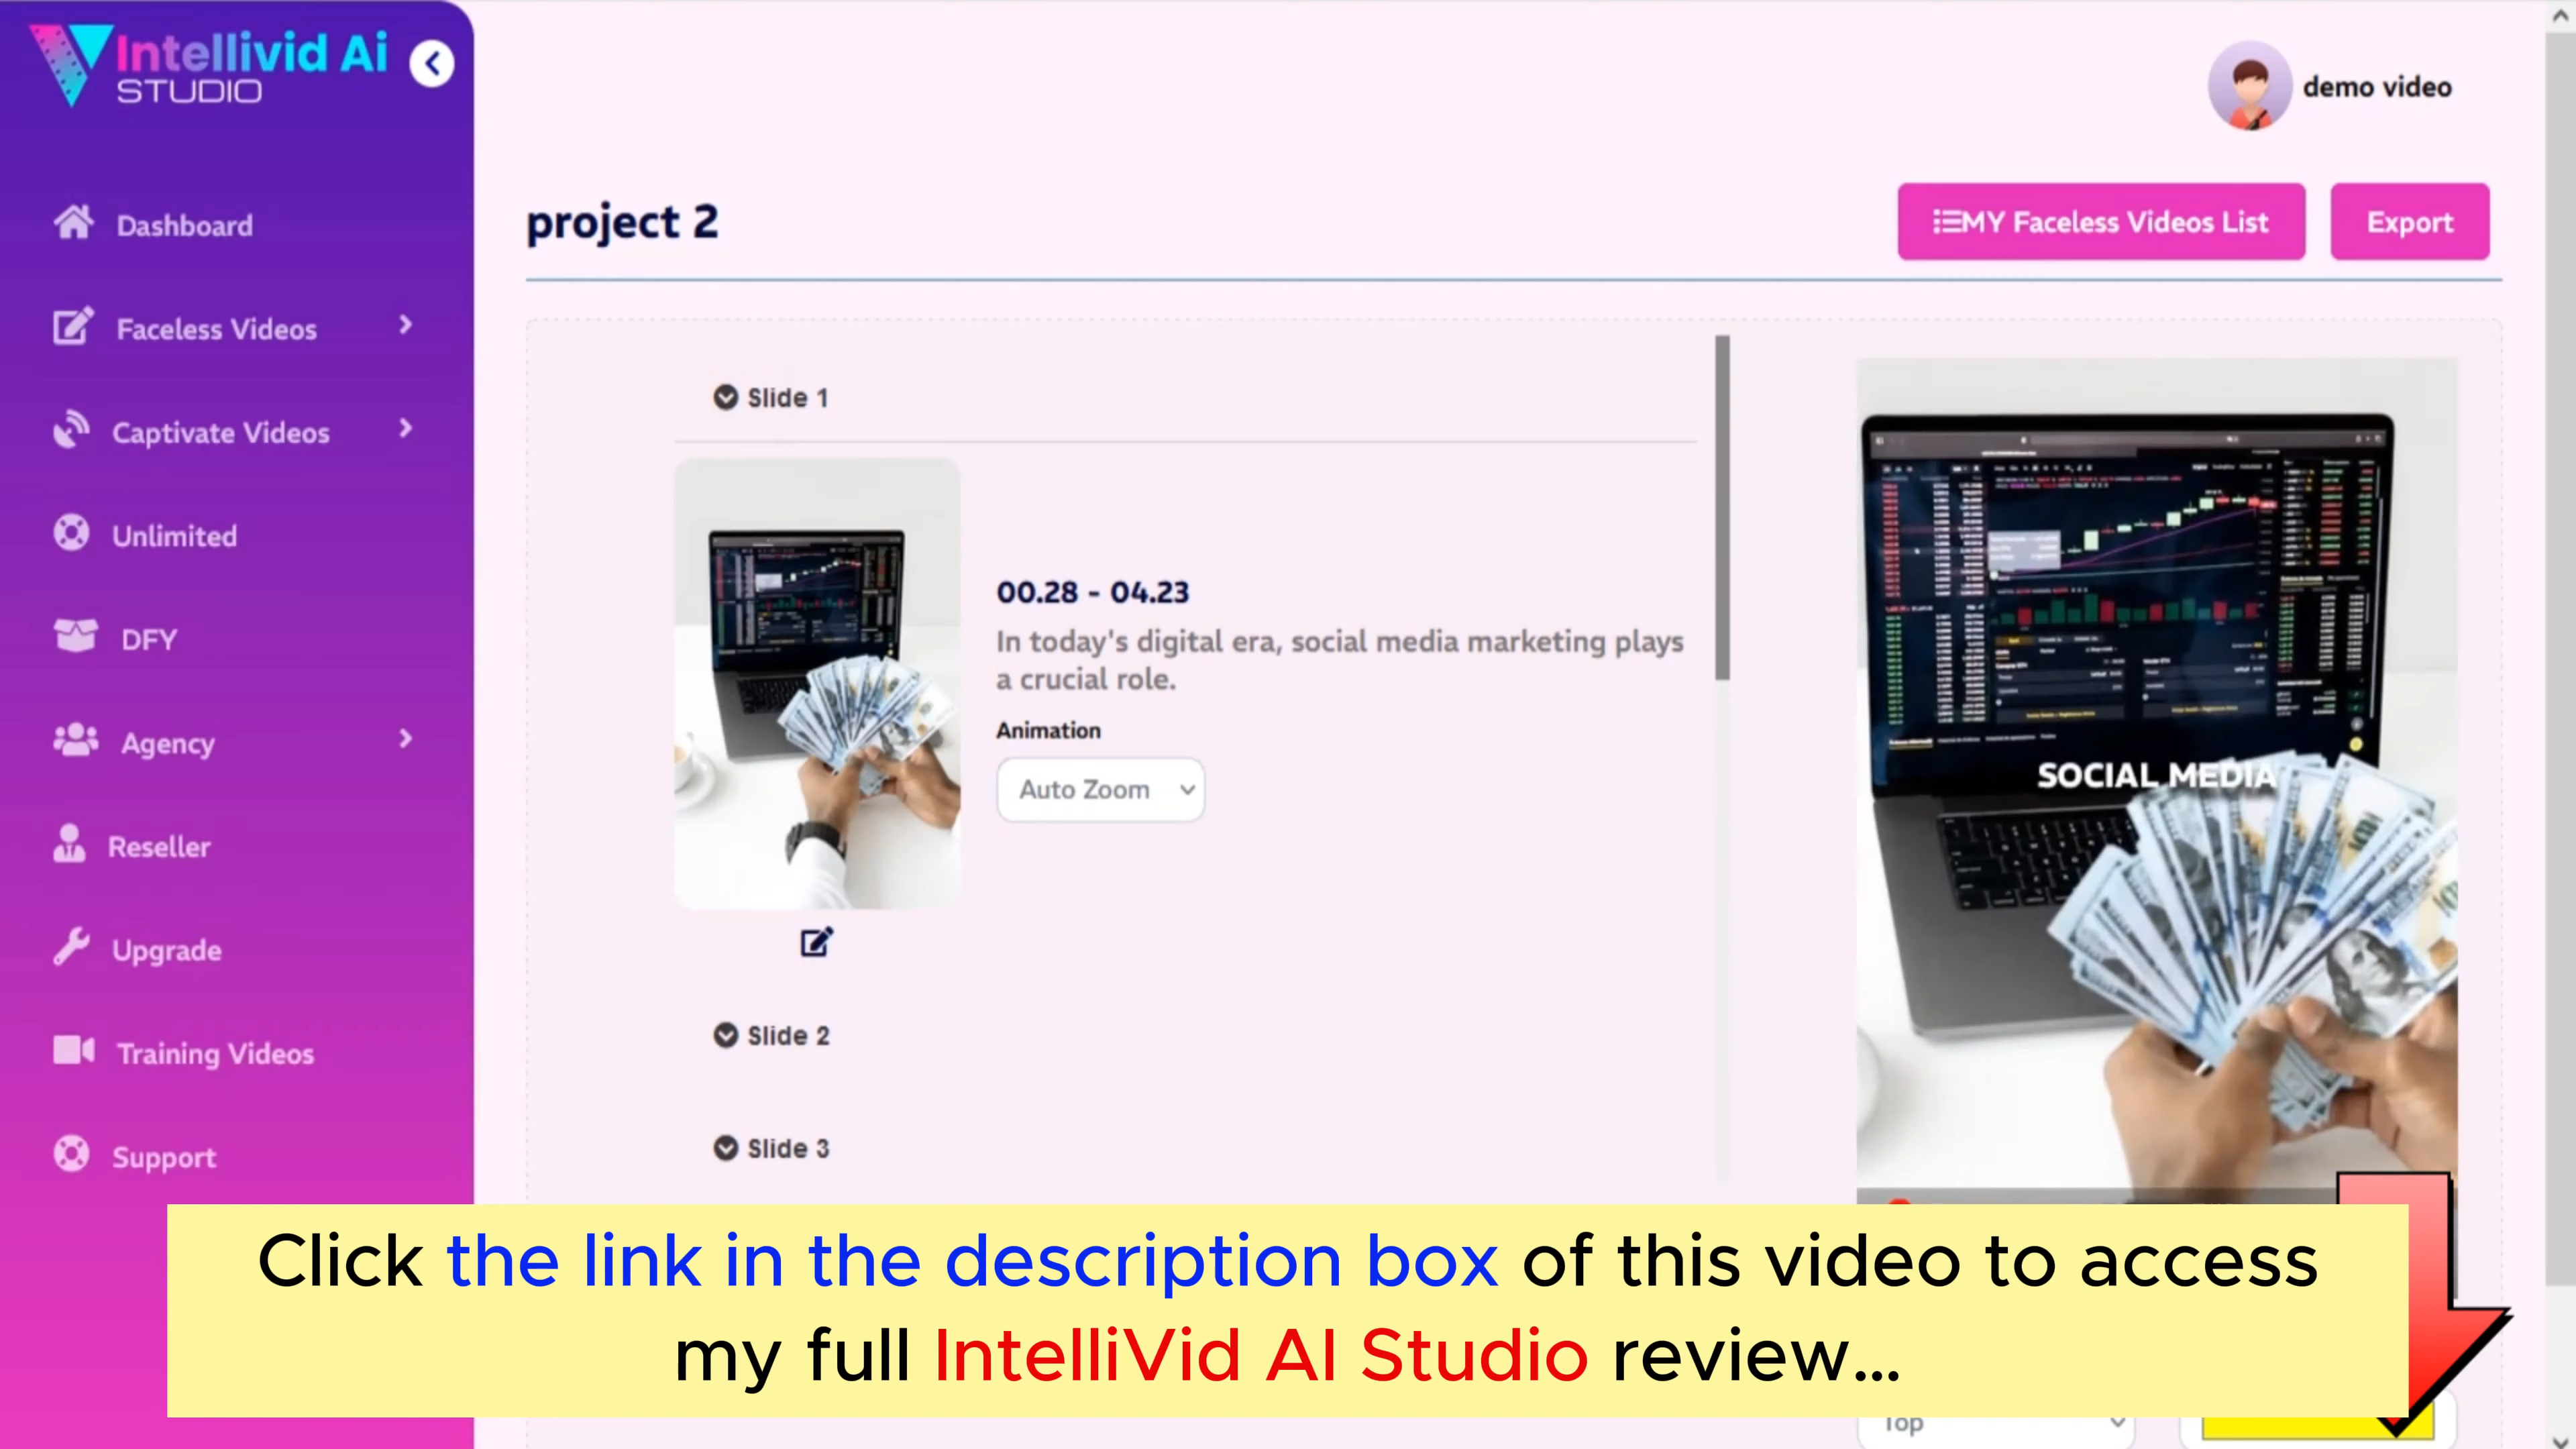 Intellivid Ai
STUDIO
demo video
Dashboard
Faceless Videos
Captivate Videos
Unlimited
DFY
Agency
Reseller
Upgrade
Training Videos
Support
project 2
MY Faceless Videos List
Export
Slide 1
00.28 - 04.23
In today's digital era, social media marketing plays
a crucial role.
Animation
Auto Zoom
Slide 2
Slide 3
SOCIAL MEDIA
Click the link in the description box of this video to access
my full IntelliVid AI Studio review...
Top